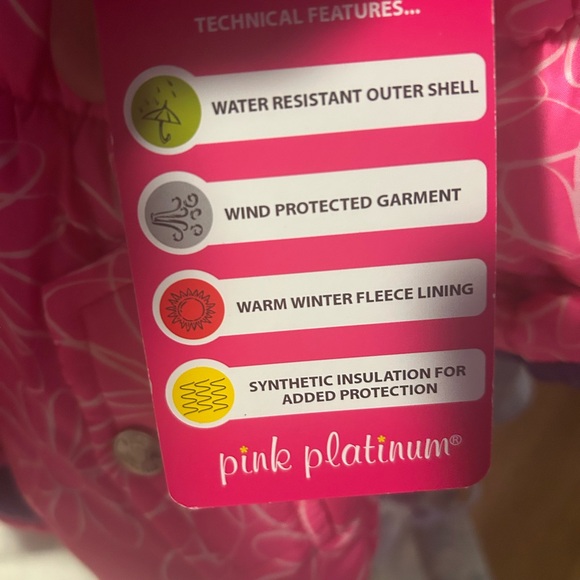 TECHNICAL FEATURES...
WATER RESISTANT OUTER SHELL
WIND PROTECTED GARMENT
WARM WINTER FLEECE LINING
SYNTHETIC INSULATION FOR
ADDED PROTECTION
pink platinum®